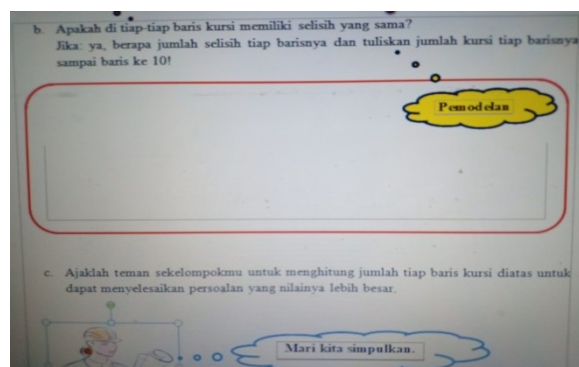 b. Apakah di tiap-tiap baris kursi memiliki selisih yang sama?
Jika: ya, berapa jumlah selisih tiap barisnya dan tuliskan jumlah kursi tiap barisnya
sampai baris ke 10!
Pemodelan
c. Ajaklah teman sekelompokmu untuk menghitung jumlah tiap baris kursi diatas untuk
dapat menyelesaikan persoalan yang nilainya lebih besar.
Mari kita simpulkan.